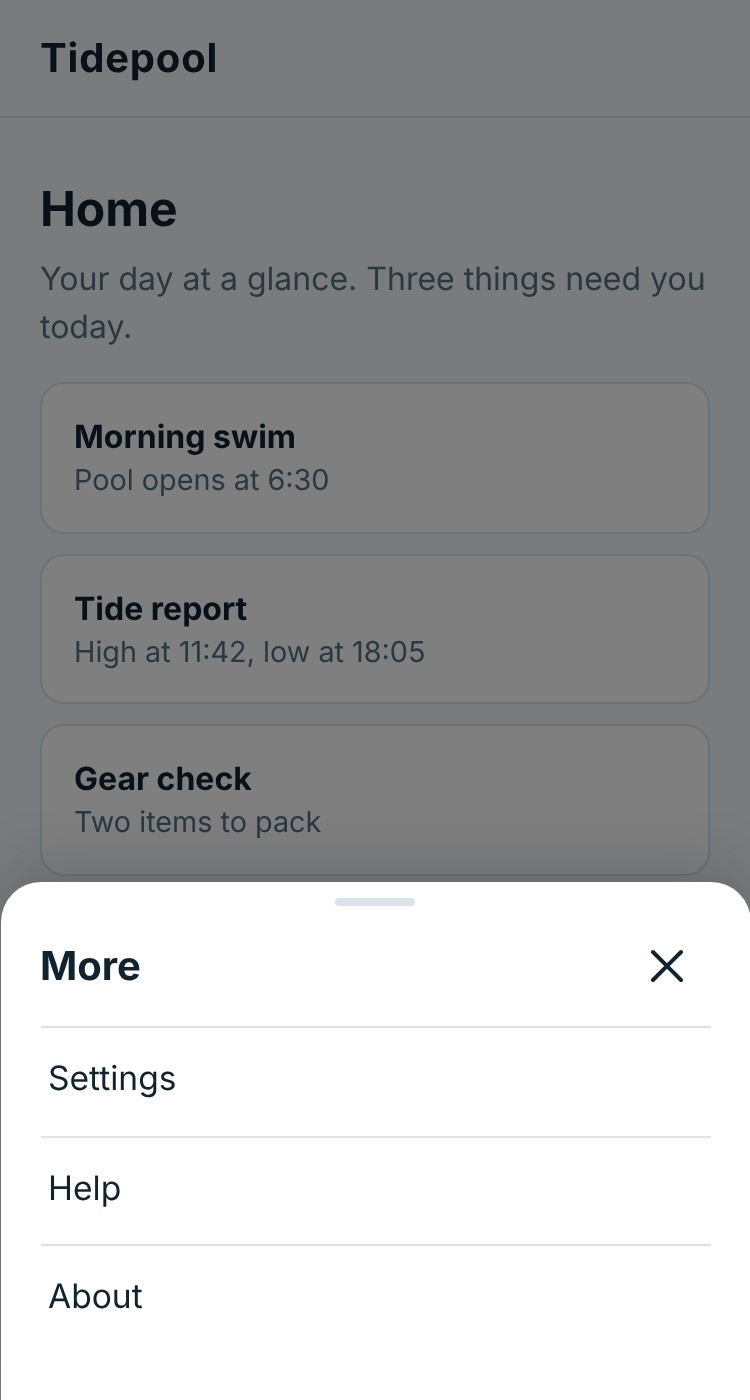 Tidepool
Home
Your day at a glance. Three things need you
today.
Morning swim
Pool opens at 6:30
Tide report
High at 11:42, low at 18:05
Gear check
Two items to pack
More
Settings
Help
About